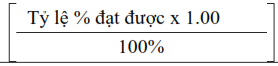 Tỷ lệ % đạt được x 1.00
100%